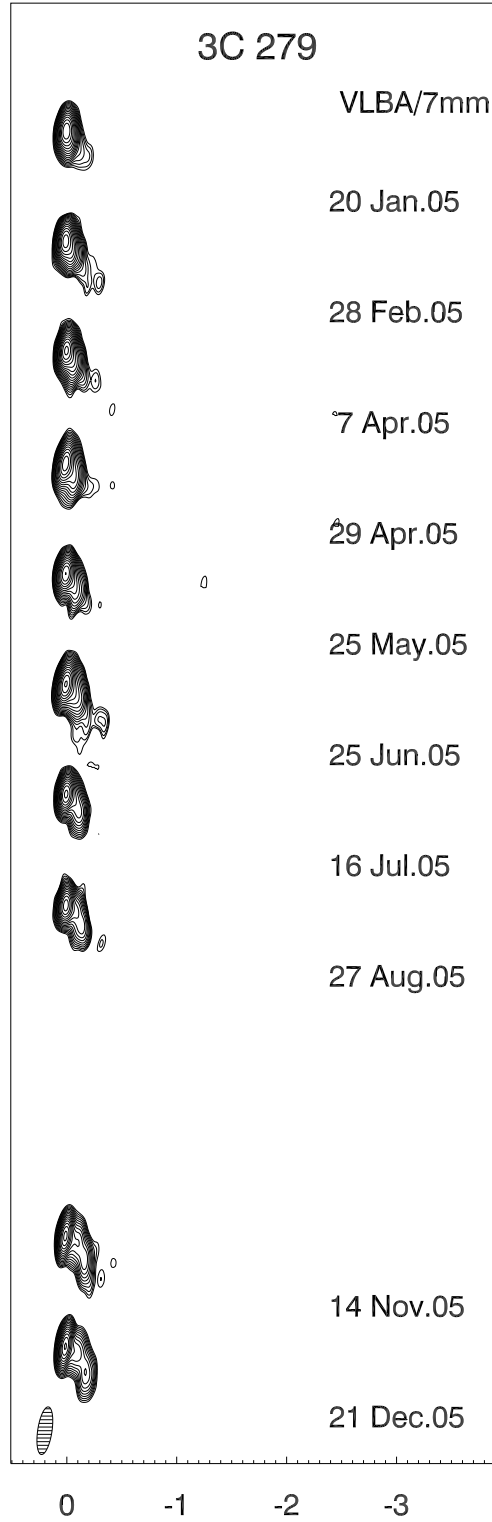 3C 279
VLBA/7mm
20 Jan.05
28 Feb.05
7 Apr.05
29 Apr.05
25 May.05
25 Jun.05
16 Jul.05
27 Aug.05
14 Nov.05
21 Dec.05
0 -1 -2 -3